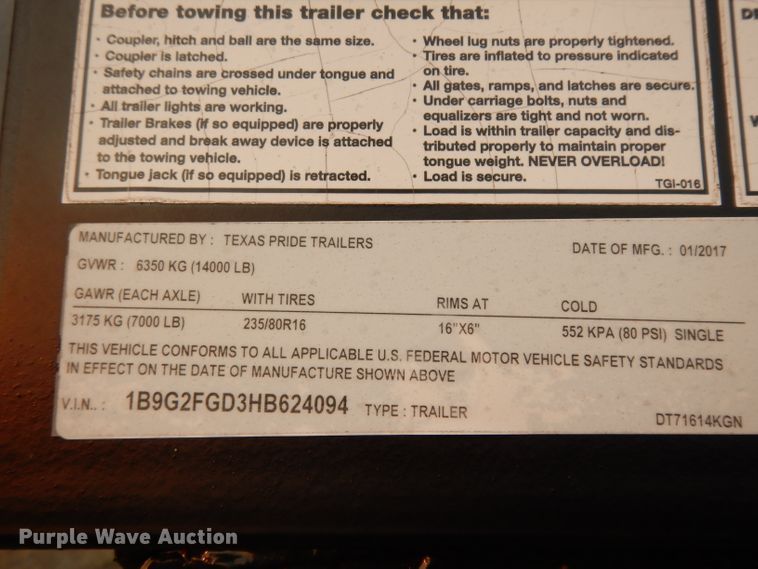 Before towing this trailer check that:
· Coupler, hitch and ball are the same size.
· Coupler is latched.
· Safety chains are crossed under tongue and
attached to towing vehicle.
· All trailer lights are working.
· Trailer Brakes (if so equipped) are properly
adjusted and break away device is attached
to the towing vehicle.
· Tongue jack (if so equipped) is retracted.
· Wheel lug nuts are properly tightened.
· Tires are inflated to pressure indicated
on tire.
· All gates, ramps, and latches are secure.
· Under carriage bolts, nuts and
equalizers are tight and not worn.
· Load is within trailer capacity and dis-
tributed properly to maintain proper
tongue weight. NEVER OVERLOAD!
· Load is secure.
TGI-016
MANUFACTURED BY : TEXAS PRIDE TRAILERS
DATE OF MFG. : 01/2017
GVWR : 6350 KG (14000 LB)
GAWR (EACH AXLE) WITH TIRES RIMS AT COLD
3175 KG (7000 LB) 235/80R16 16"X6" 552 KPA (80 PSI) SINGLE
THIS VEHICLE CONFORMS TO ALL APPLICABLE U.S. FEDERAL MOTOR VEHICLE SAFETY STANDARDS
IN EFFECT ON THE DATE OF MANUFACTURE SHOWN ABOVE
V.I.N.. : 1B9G2FGD3HB624094 TYPE : TRAILER
DT71614KGN
Purple Wave Auction